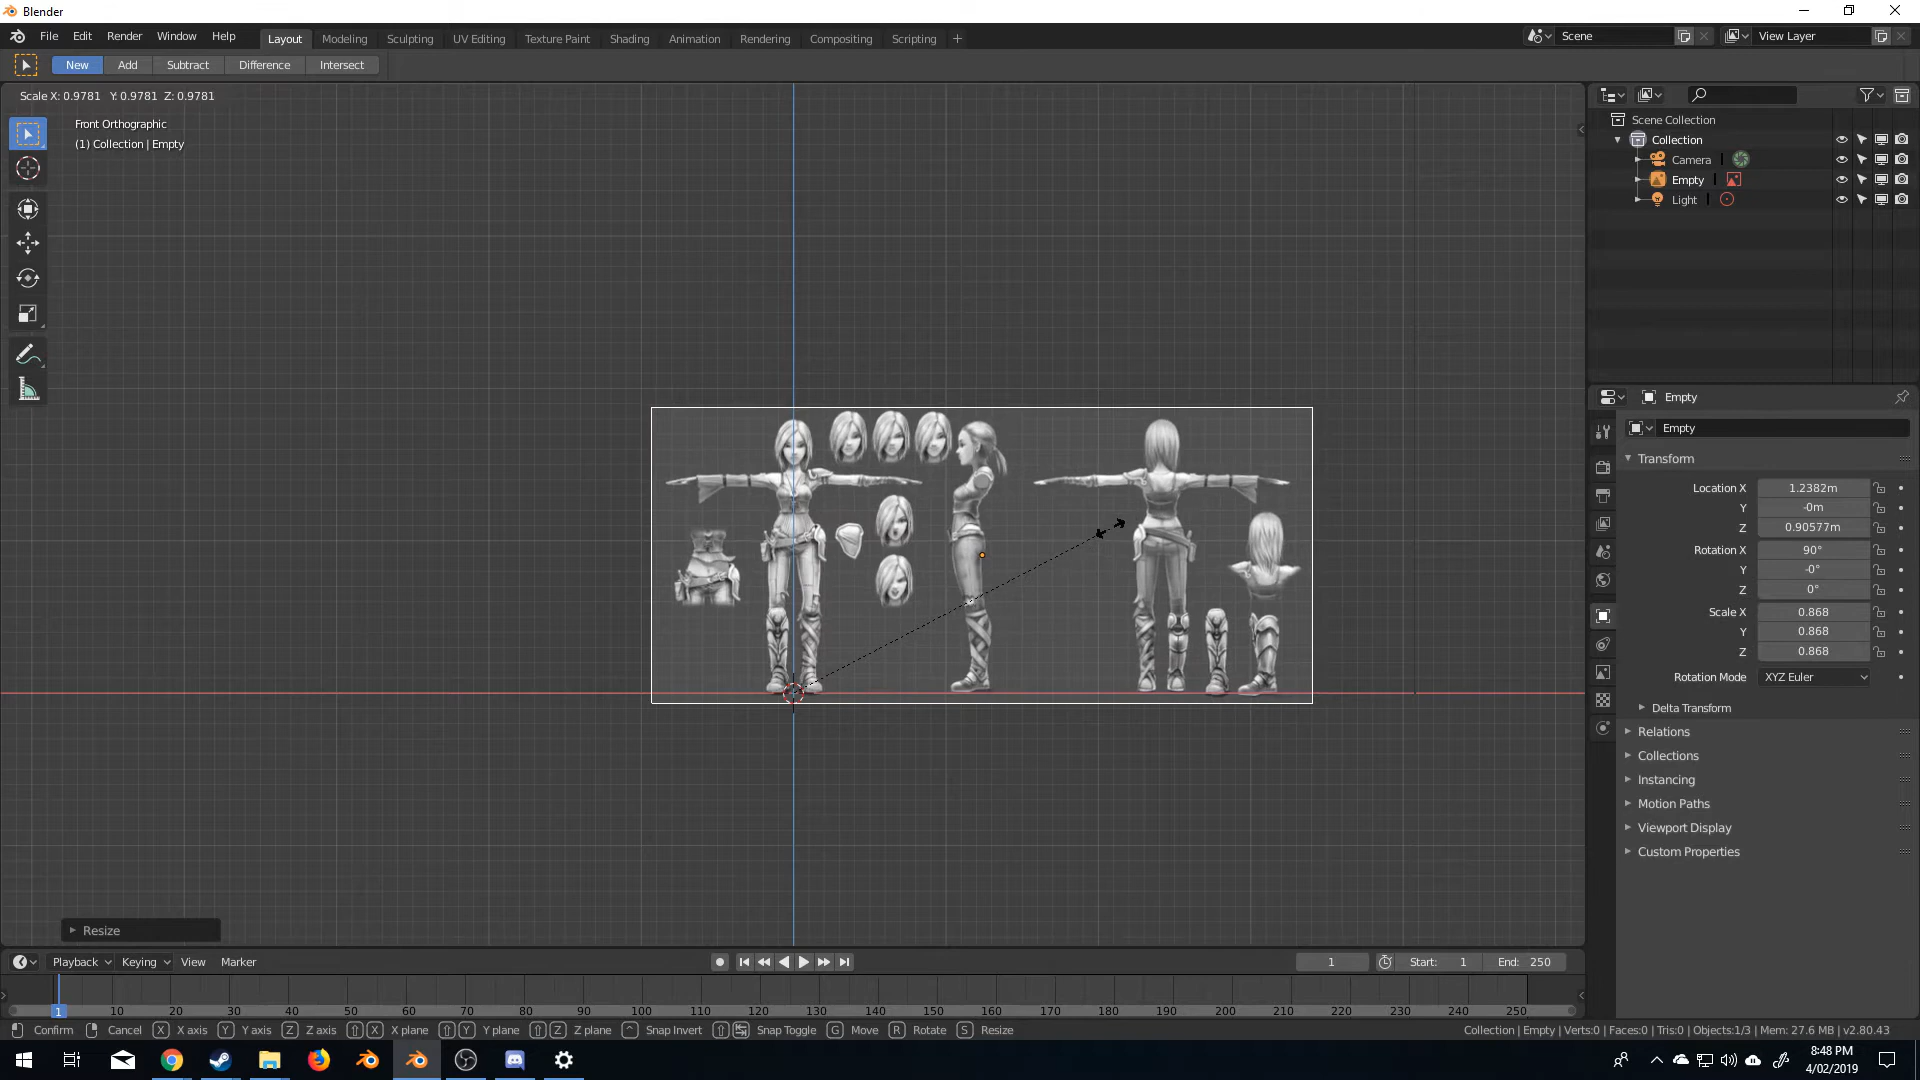 Blender
File Edit Render Window Help Layout Modeling Sculpting UV Editing Texture Paint Shading Animation Rendering Compositing Scripting + Scene View Layer
New Add Subtract Difference Intersect
Scale X: 0.9781 Y: 0.9781 Z: 0.9781
Front Orthographic
(1) Collection | Empty
Scene Collection
Collection
Camera
Empty
Light
Empty
Empty
Transform
Location X 1.2382m
Y -0m
Z 0.90577m
Rotation X 90°
Y -0°
Z 0°
Scale X 0.868
Y 0.868
Z 0.868
Rotation Mode XYZ Euler
Delta Transform
Relations
Collections
Instancing
Motion Paths
Viewport Display
Custom Properties
Resize
Playback Keying View Marker 1 Start: 1 End: 250
1 10 20 30 40 50 60 70 80 90 100 110 120 130 140 150 160 170 180 190 200 210 220 230 240 250
Confirm Cancel X X axis Y Y axis Z Z axis X X plane Y Y plane Z Z plane ^ Snap Invert Snap Toggle G Move R Rotate S Resize Collection | Empty | Verts:0 | Faces:0 | Tris:0 | Objects:1/3 | Mem: 27.6 MB | v2.80.43
8:48 PM
4/02/2019